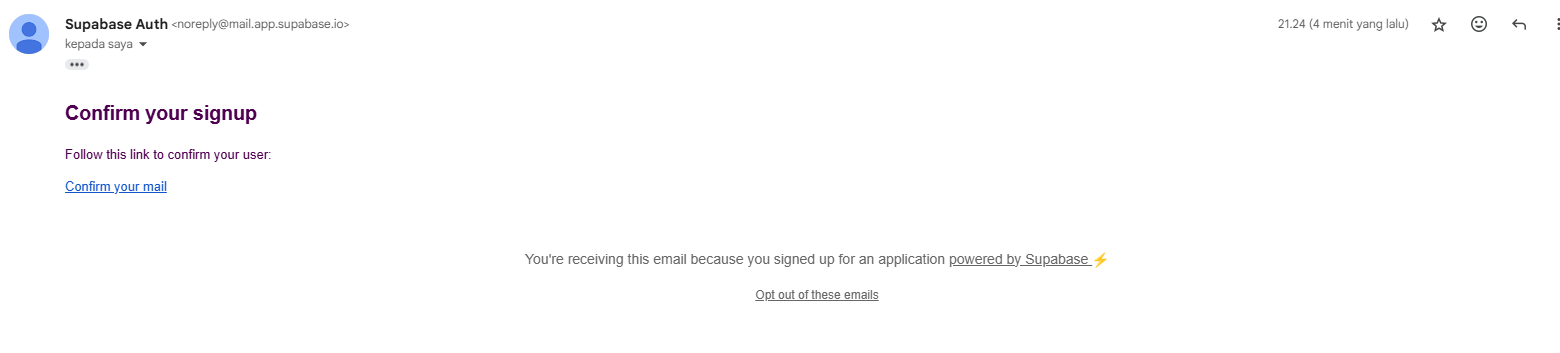 Supabase Auth <noreply@mail.app.supabase.io>
21.24 (4 menit yang lalu)
kepada saya
Confirm your signup
Follow this link to confirm your user:
Confirm your mail
You're receiving this email because you signed up for an application powered by Supabase ⚡
Opt out of these emails